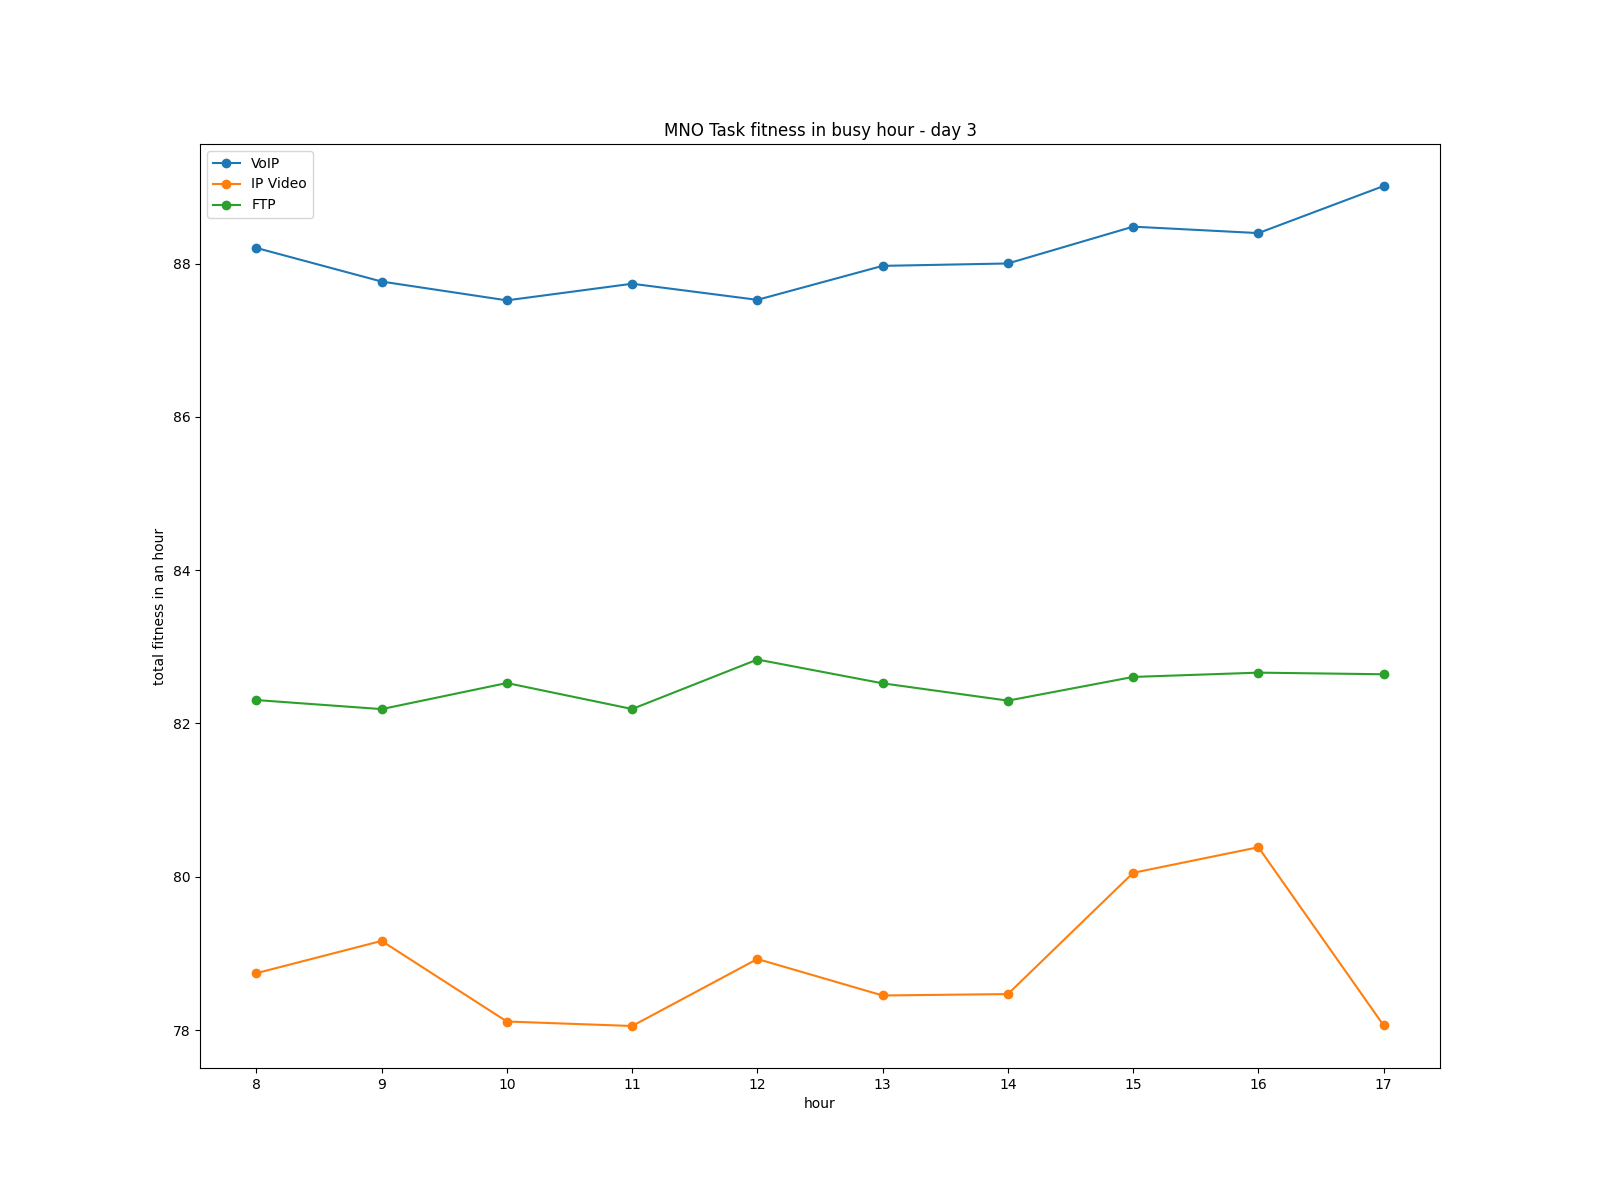 MNO Task fitness in busy hour - day 3
VoIP
IP Video
FTP
88
86
84
82
80
78
total fitness in an hour
8 9 10 11 12 13 14 15 16 17
hour